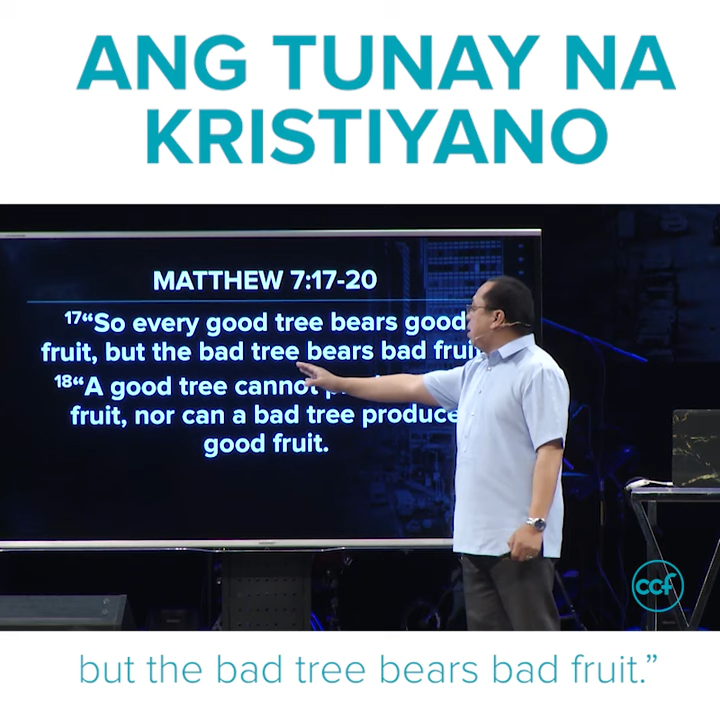 ANG TUNAY NA
KRISTIYANO
MATTHEW 7:17-20
17“So every good tree bears good
fruit, but the bad tree bears bad
18“A good tree
fruit, nor can a bad tree produce
good fruit.
ccf
but the bad tree bears bad fruit.”